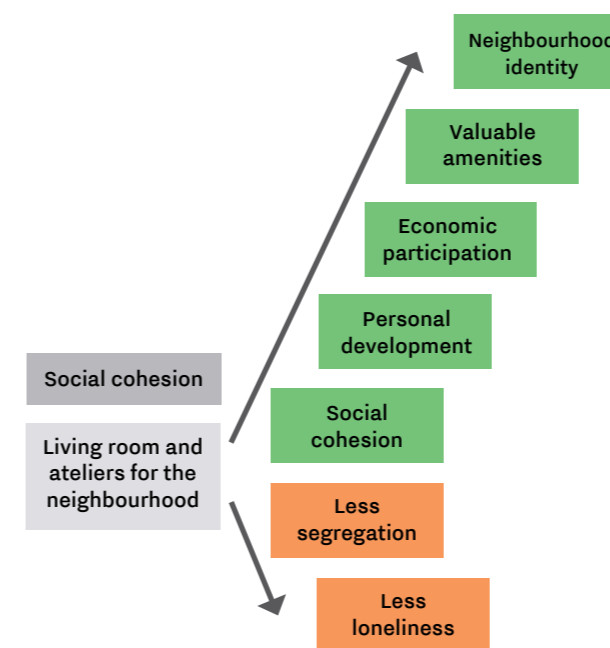 Neighbourhood
identity
Valuable
amenities
Economic
participation
Personal
development
Social cohesion
Living room and
ateliers for the
neighbourhood
Social
cohesion
Less
segregation
Less
loneliness